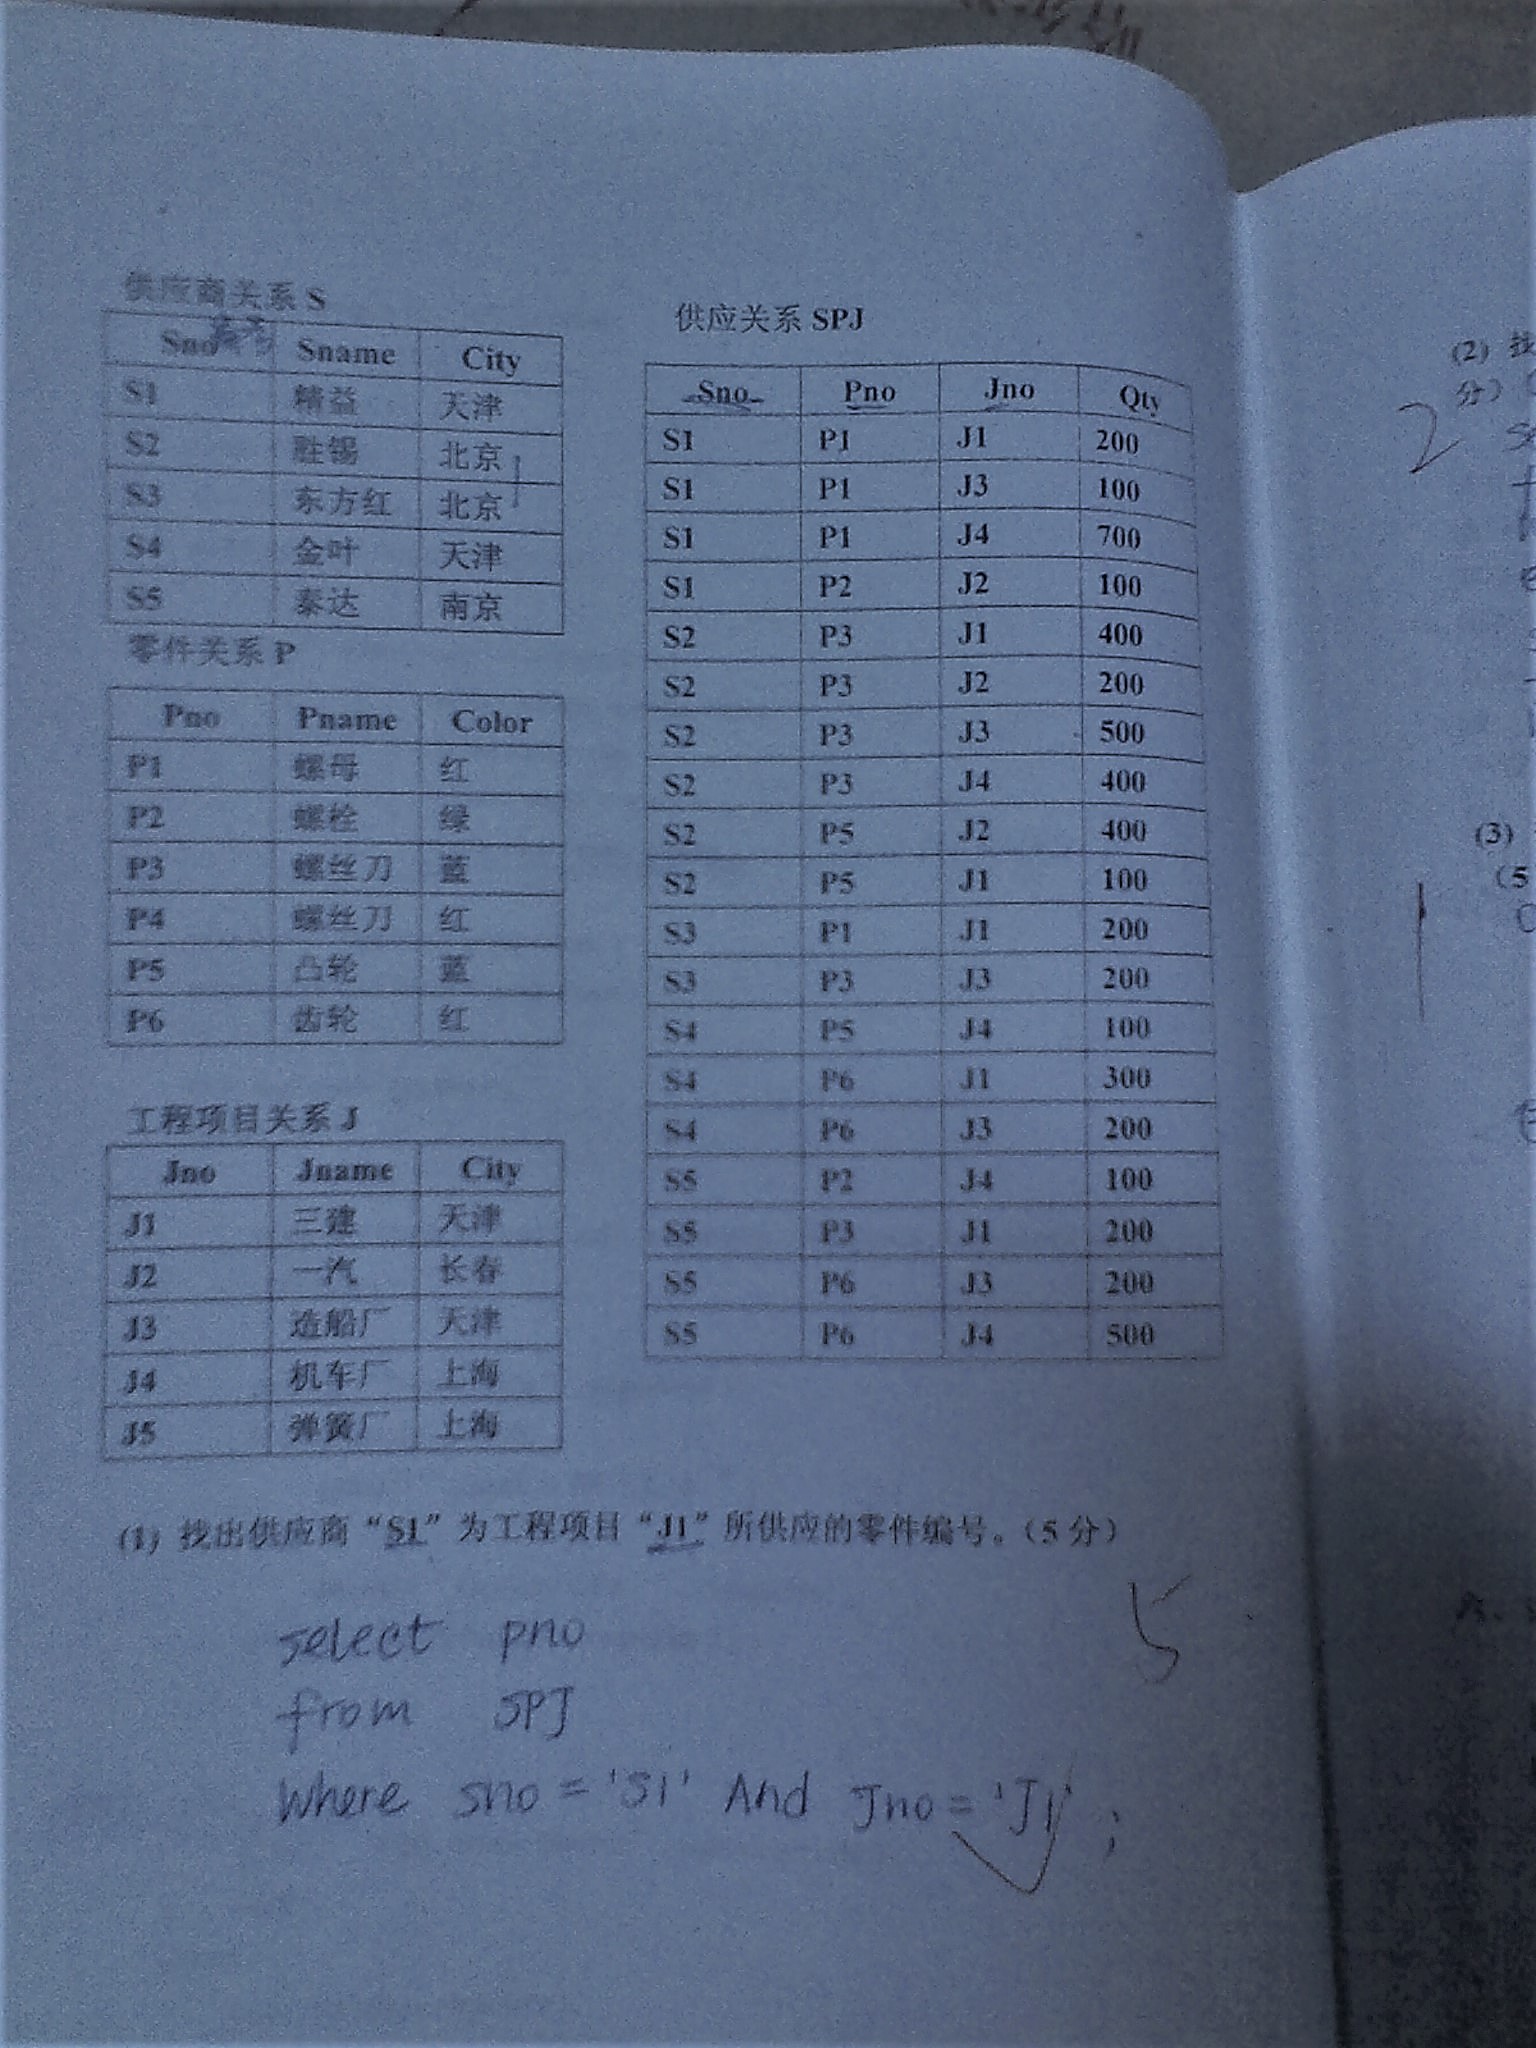 供应商关系 S
Sno Sname City
S1 精益 天津
S2 胜锡 北京
S3 东方红 北京
S4 金叶 天津
S5 泰达 南京
零件关系 P
Pno Pname Color
P1 螺母 红
P2 螺栓 绿
P3 螺丝刀 蓝
P4 螺丝刀 红
P5 凸轮 蓝
P6 齿轮 红
工程项目关系 J
Jno Jname City
J1 三建 天津
J2 一汽 长春
J3 造船厂 天津
J4 机车厂 上海
J5 弹簧厂 上海
供应关系 SPJ
Sno Pno Jno Qty
S1 P1 J1 200
S1 P1 J3 100
S1 P1 J4 700
S1 P2 J2 100
S2 P3 J1 400
S2 P3 J2 200
S2 P3 J3 500
S2 P3 J4 400
S2 P5 J2 400
S2 P5 J1 100
S3 P1 J1 200
S3 P3 J3 200
S4 P5 J4 100
S4 P6 J1 300
S4 P6 J3 200
S5 P2 J4 100
S5 P3 J1 200
S5 P6 J3 200
S5 P6 J4 500
(1) 找出供应商“S1”为工程项目“J1”所供应的零件编号。（5 分）
5
select pno
from SPJ
where sno = 'S1' And Jno = 'J1' ;
(2) 找
分）
2
(3)
（5